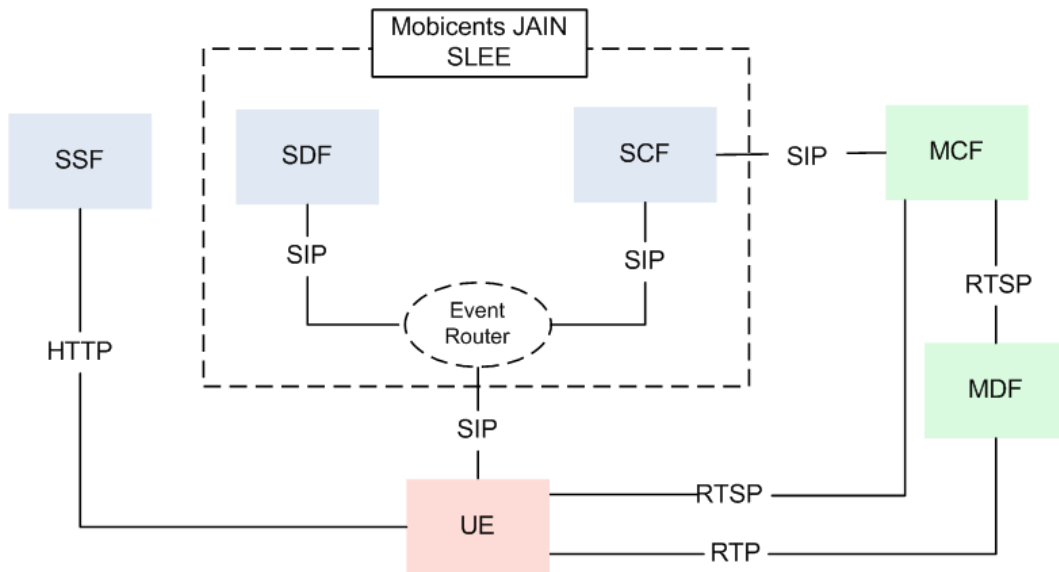 Mobicents JAIN
SLEE
SSF
SDF
SCF
SIP
MCF
SIP
SIP
RTSP
Event
Router
HTTP
MDF
SIP
RTSP
UE
RTP